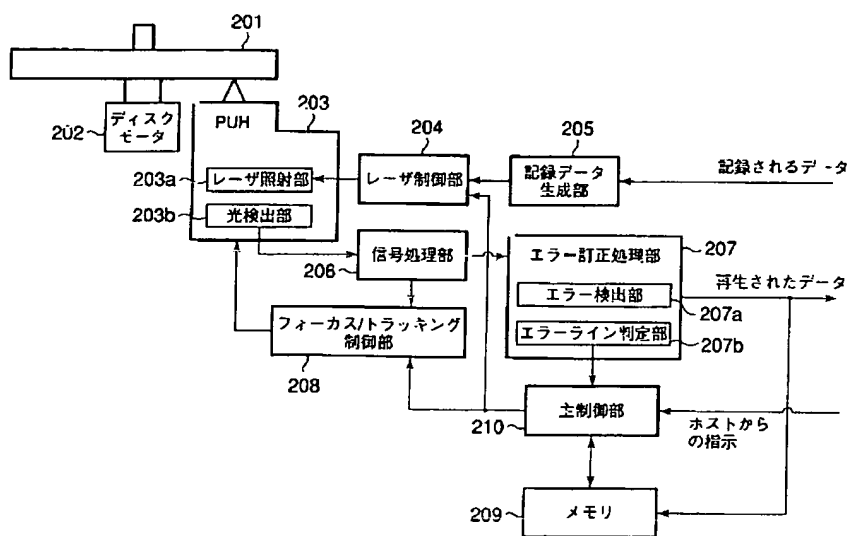 201
ディスク
モータ
202
PUH
203
203a
レーザ照射部
203b
光検出部
204
レーザ制御部
205
記録データ
生成部
記録されるデータ
206
信号処理部
207
エラー訂正処理部
エラー検出部
207a
エラーライン判定部
207b
再生されたデータ
フォーカス/トラッキング
制御部
208
主制御部
210
ホストから
の指示
209
メモリ